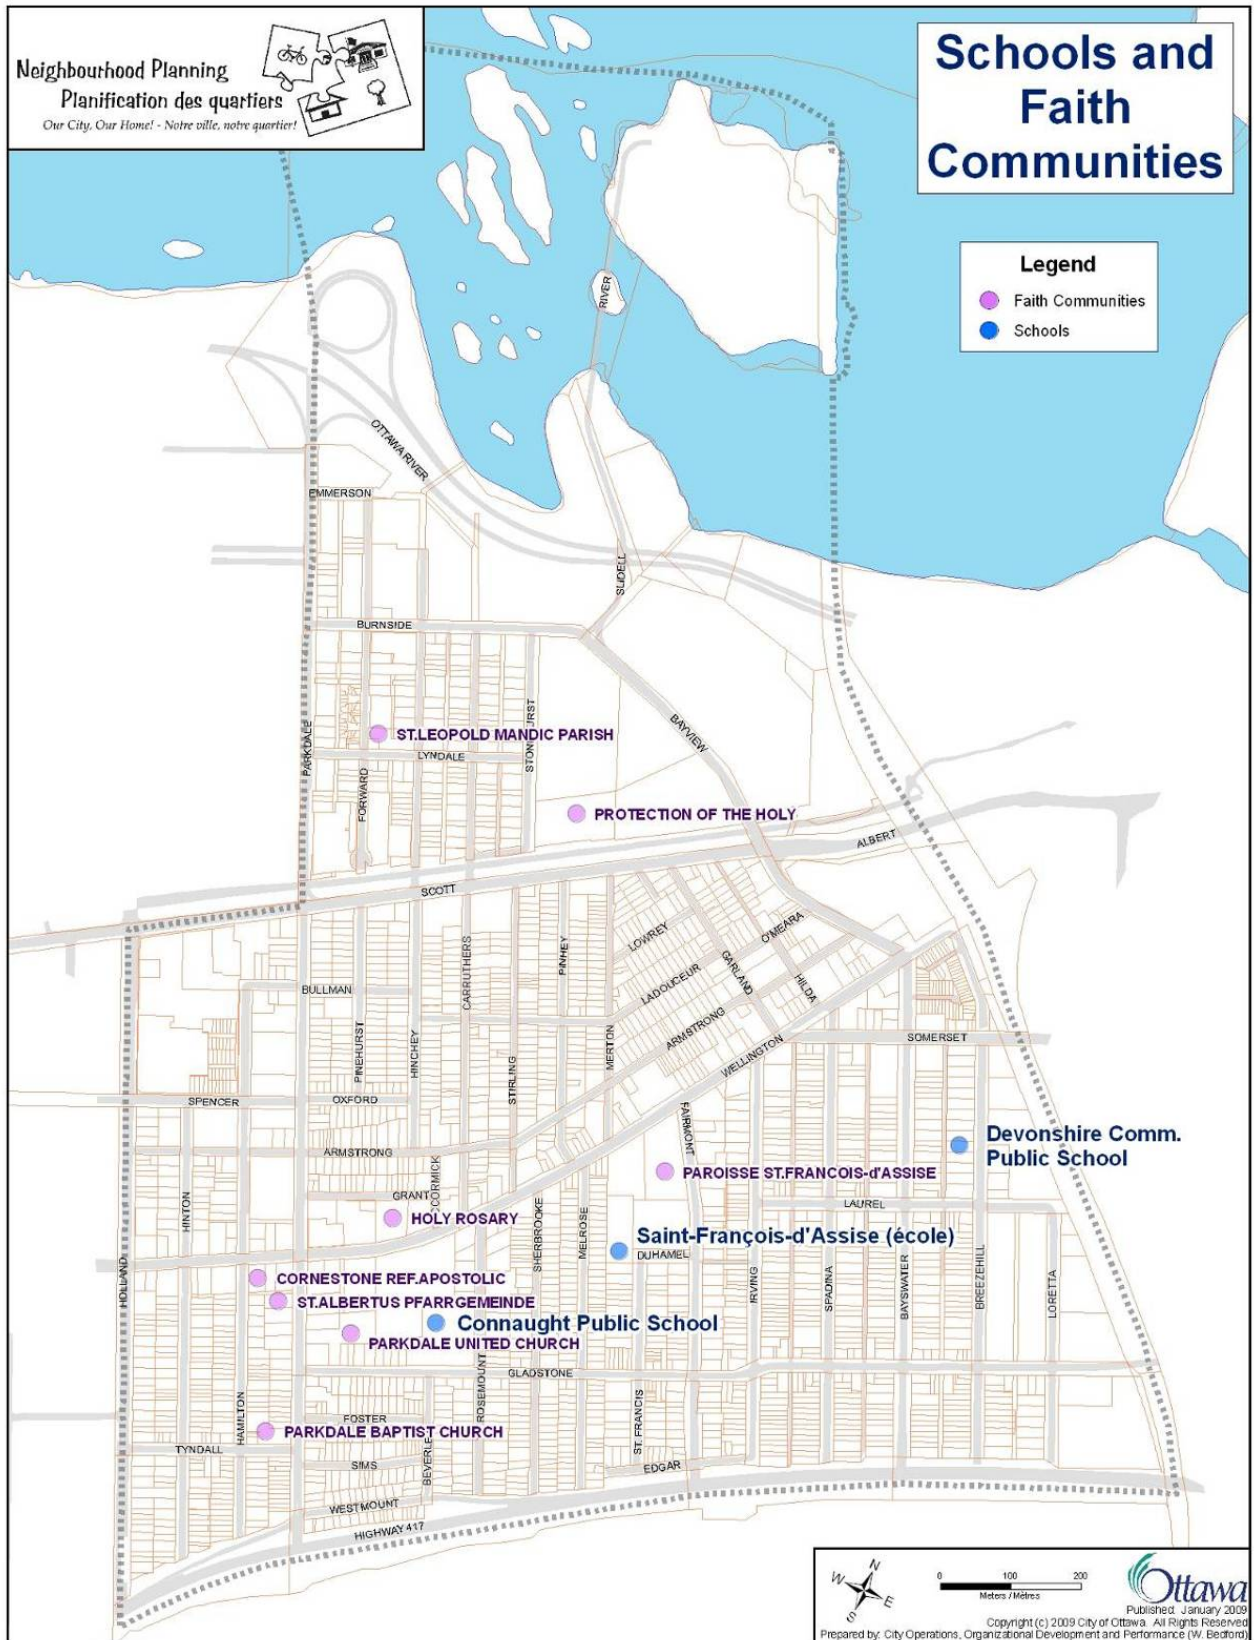 Neighbourhood Planning
Planification des quartiers
Our City, Our Home! - Notre ville, notre quartier!
Schools and
Faith
Communities
Legend
Faith Communities
Schools
RIVER
OTTAWA RIVER
EMMERSON
SLIDELL
BURNSIDE
PARKDALE
ST.LEOPOLD MANDIC PARISH
LYNDALE
BAYVIEW
FORWARD
PROTECTION OF THE HOLY
ALBERT
SCOTT
CARRUTHERS
PINHEY
LOWREY
O'MEARA
LADOUCEUR
GARLAND
HILDA
BULLMAN
PINEHURST
HINCHEY
STIRLING
MERTON
ARMSTRONG
WELLINGTON
SOMERSET
SPENCER
OXFORD
ARMSTRONG
FAIRMONT
Devonshire Comm.
Public School
PAROISSE ST.FRANCOIS-d'ASSISE
GRANT
HINTON
HOLY ROSARY
SHERBROOKE
MELROSE
LAUREL
Saint-François-d'Assise (école)
DUHAMEL
HOLLAND
CORNESTONE REF.APOSTOLIC
ST.ALBERTUS PFARRGEMEINDE
IRVING
SPADINA
BAYSWATER
BREEZEHILL
LORETTA
Connaught Public School
PARKDALE UNITED CHURCH
GLADSTONE
ROSEMOUNT
HAMILTON
FOSTER
ST. FRANCIS
PARKDALE BAPTIST CHURCH
TYNDALL
SIMS
EDGAR
WESTMOUNT
HIGHWAY 417
N
W
E
S
0 100 200
Meters / Mètres
Ottawa
Published January 2009
Copyright (c) 2009 City of Ottawa. All Rights Reserved
Prepared by: City Operations, Organizational Development and Performance (W. Bedford)